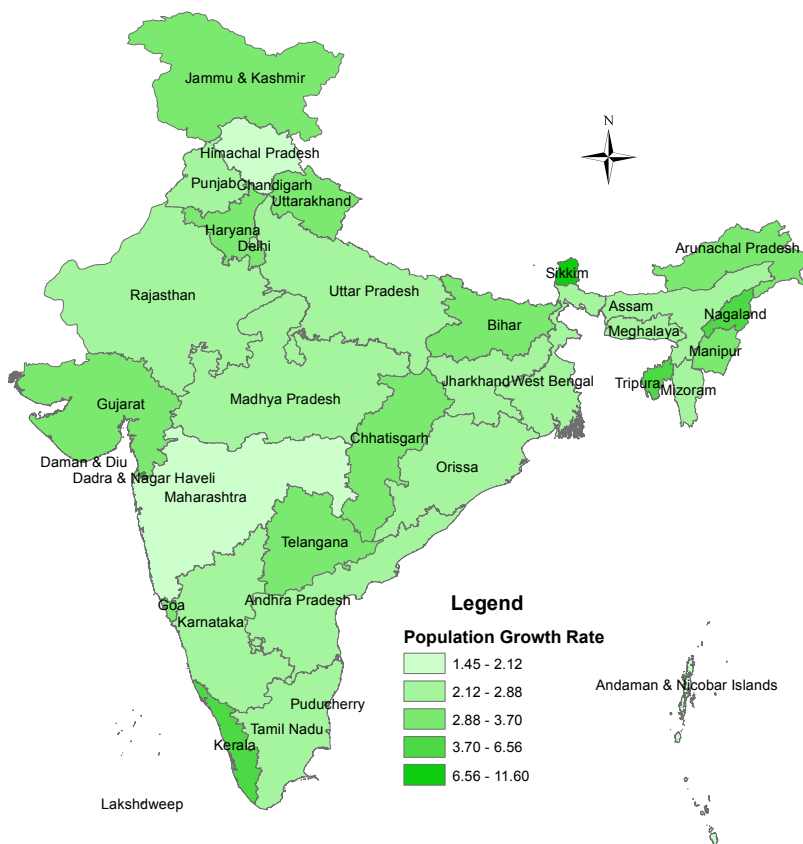 Jammu & Kashmir
N
Himachal Pradesh
Punjab
Chandigarh
Uttarakhand
Haryana
Delhi
Arunachal Pradesh
Sikkim
Rajasthan
Uttar Pradesh
Assam
Nagaland
Bihar
Meghalaya
Manipur
Jharkhand
West Bengal
Tripura
Mizoram
Gujarat
Madhya Pradesh
Chhatisgarh
Daman & Diu
Orissa
Dadra & Nagar Haveli
Maharashtra
Telangana
Goa
Andhra Pradesh
Karnataka
Legend
Population Growth Rate
1.45 - 2.12
2.12 - 2.88
2.88 - 3.70
3.70 - 6.56
6.56 - 11.60
Andaman & Nicobar Islands
Puducherry
Tamil Nadu
Kerala
Lakshdweep